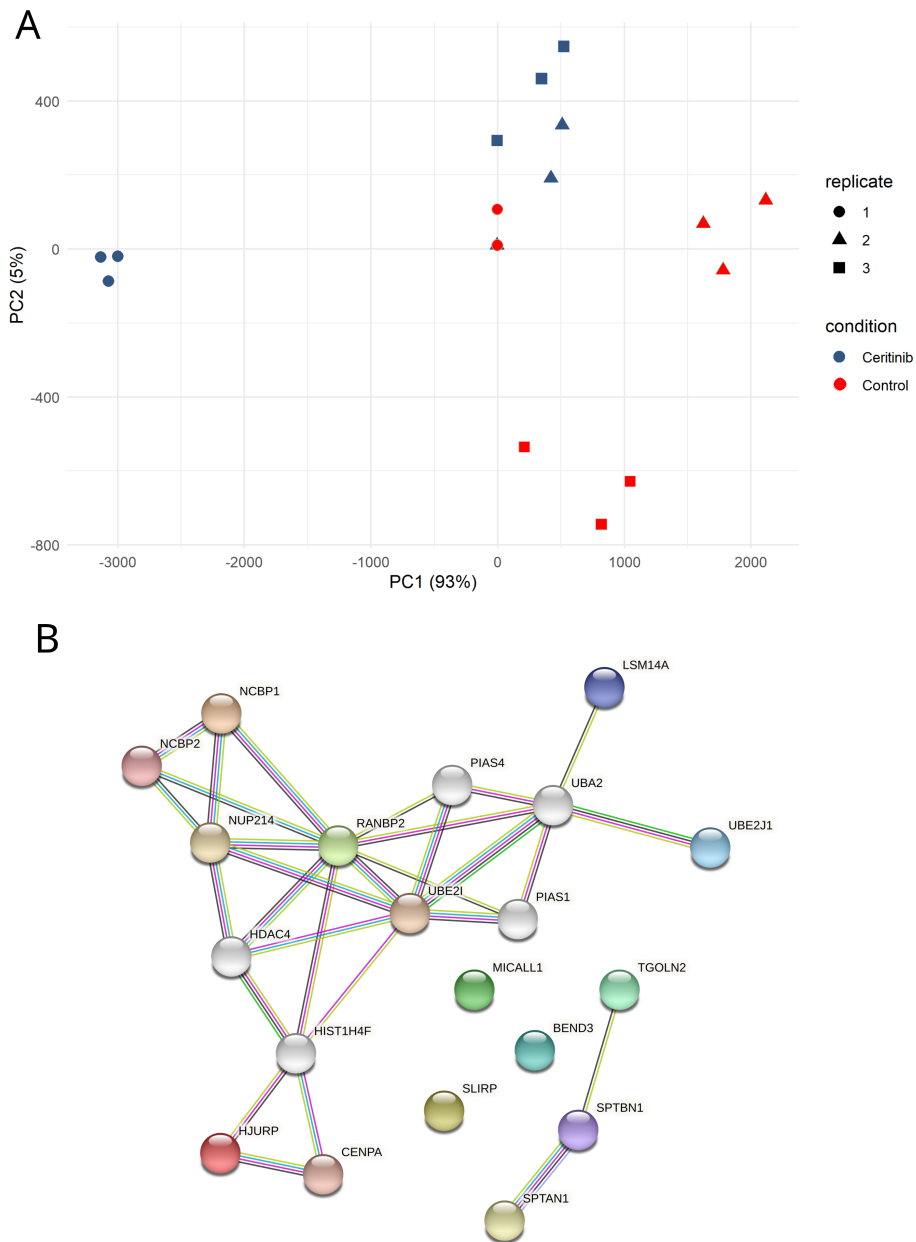 A
400
0
-400
-800
PC2 (5%)
-3000
-2000
-1000
0
1000
2000
PC1 (93%)
replicate
1
2
3
condition
Ceritinib
Control
B
LSM14A
NCBP1
NCBP2
PIAS4
UBA2
NUP214
RANBP2
UBE2J1
UBE2I
PIAS1
HDAC4
MICALL1
TGOLN2
HIST1H4F
BEND3
SLIRP
SPTBN1
HJURP
CENPA
SPTAN1